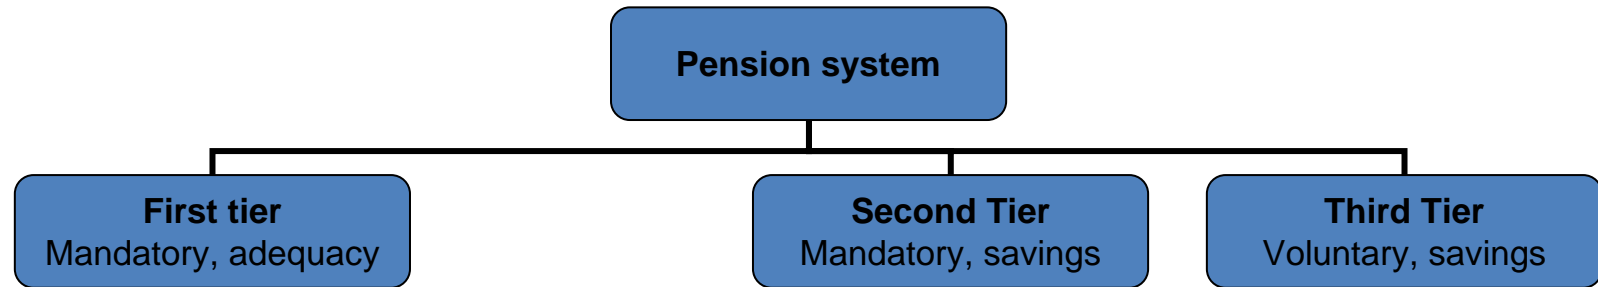 Pension system
First tier
Mandatory, adequacy
Second Tier
Mandatory, savings
Third Tier
Voluntary, savings